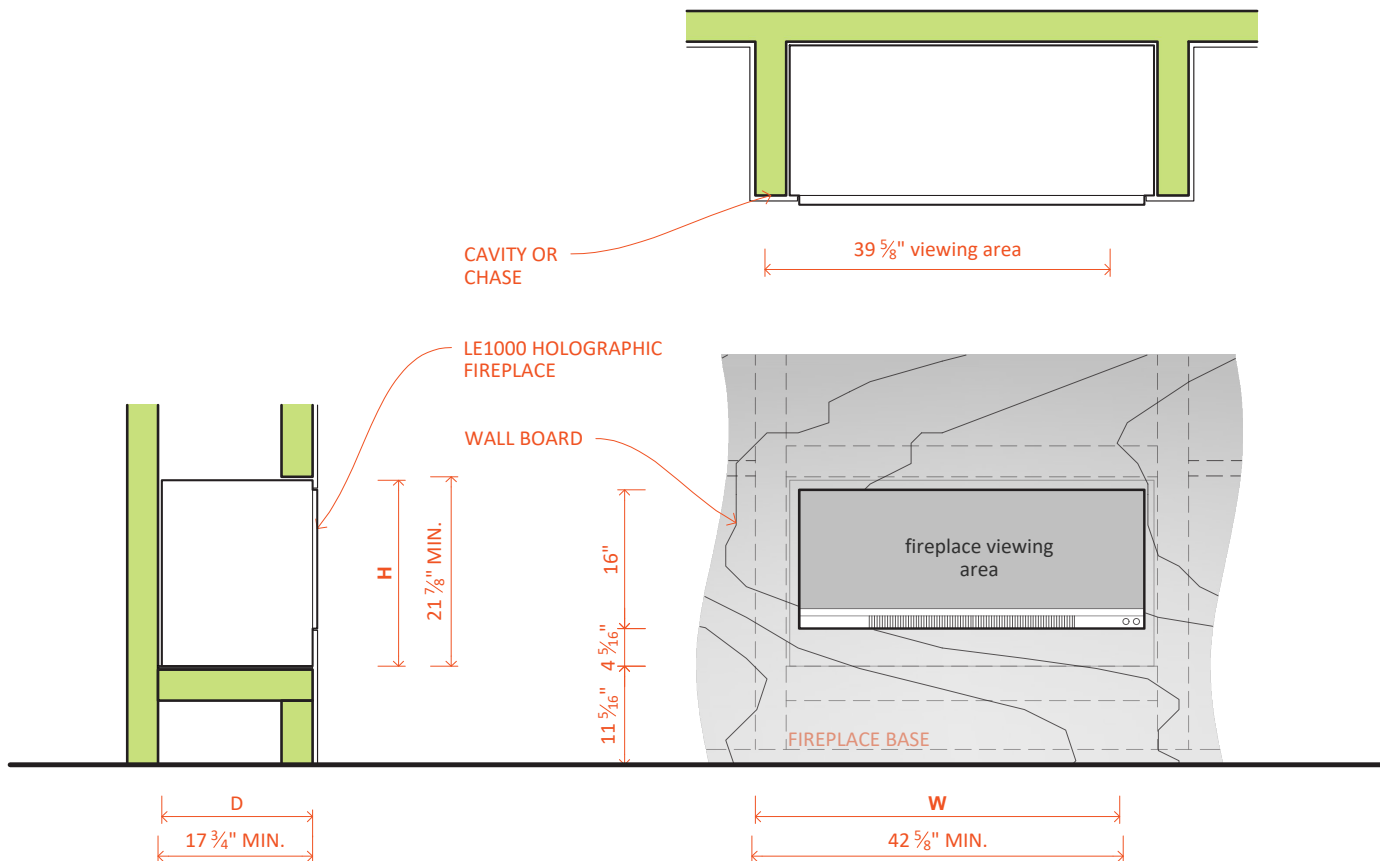 CAVITY OR
CHASE
39 ⅝" viewing area
LE1000 HOLOGRAPHIC
FIREPLACE
WALL BOARD
H
21 ⅞" MIN.
16"
4 5⁄16"
11 5⁄16"
fireplace viewing
area
FIREPLACE BASE
D
17 ¾" MIN.
W
42 ⅝" MIN.